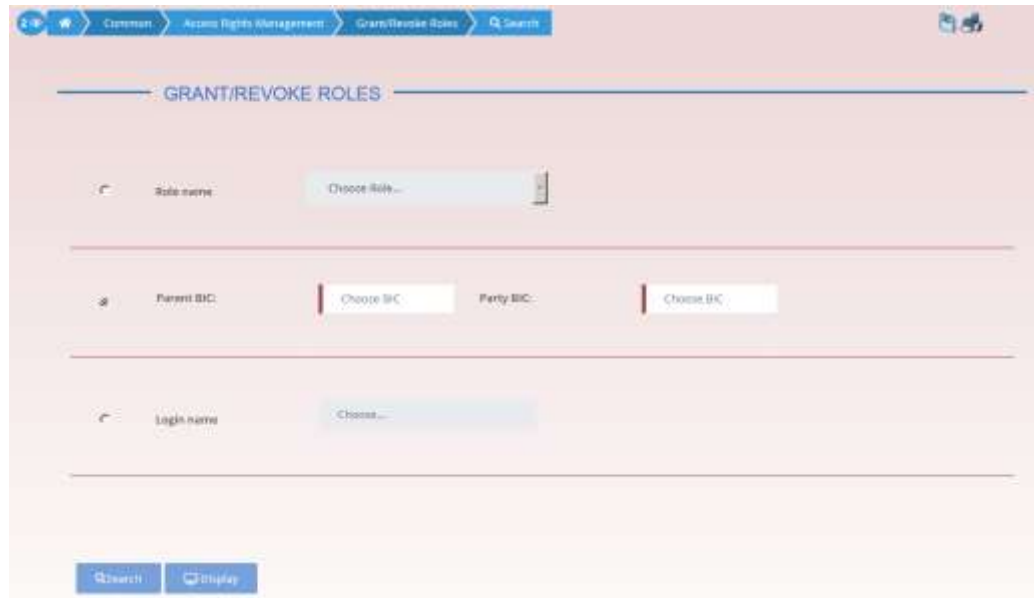 Common Access Rights Management Grant/Revoke Roles Search
GRANT/REVOKE ROLES
Role name Choose Role...
Parent BIC: Choose BIC Party BIC: Choose BIC
Login name Choose...
Search Display